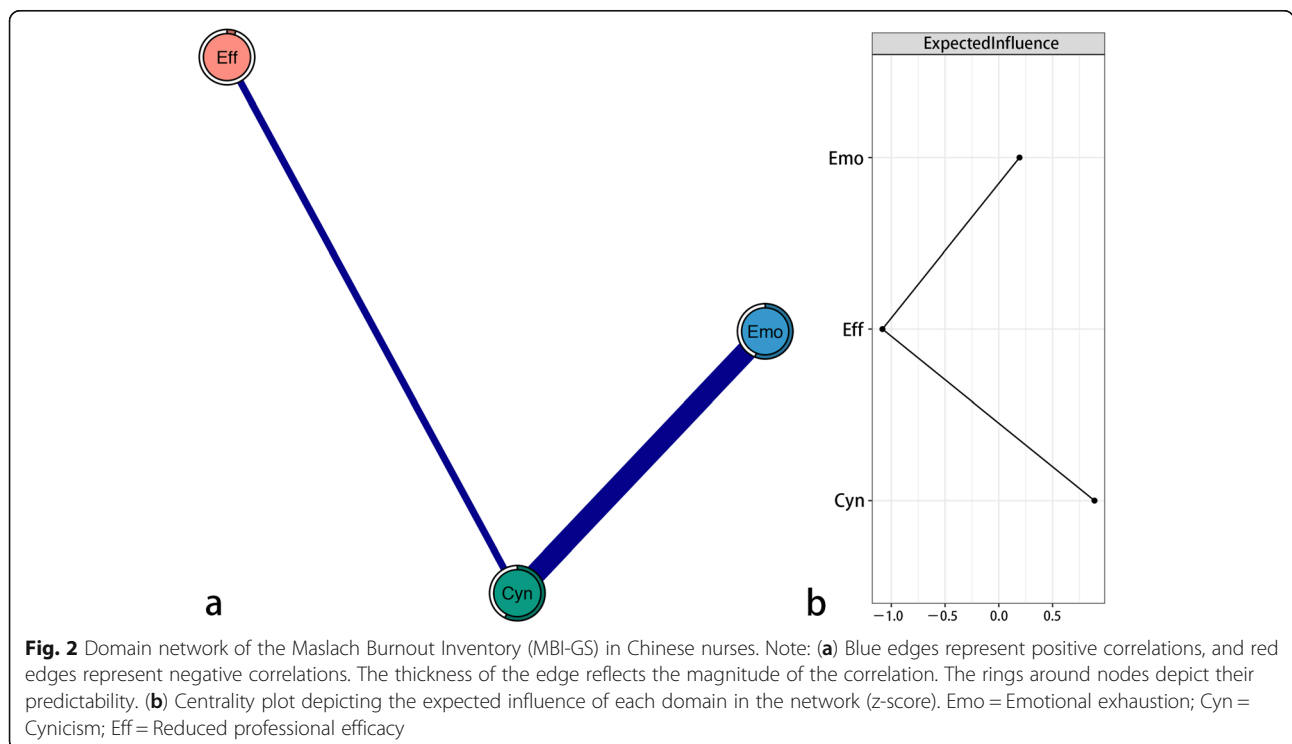 Eff
Emo
Cyn
a
b
ExpectedInfluence
Emo
Eff
Cyn
−1.0 −0.5 0.0 0.5
Fig. 2 Domain network of the Maslach Burnout Inventory (MBI-GS) in Chinese nurses. Note: (a) Blue edges represent positive correlations, and red
edges represent negative correlations. The thickness of the edge reflects the magnitude of the correlation. The rings around nodes depict their
predictability. (b) Centrality plot depicting the expected influence of each domain in the network (z-score). Emo = Emotional exhaustion; Cyn =
Cynicism; Eff = Reduced professional efficacy